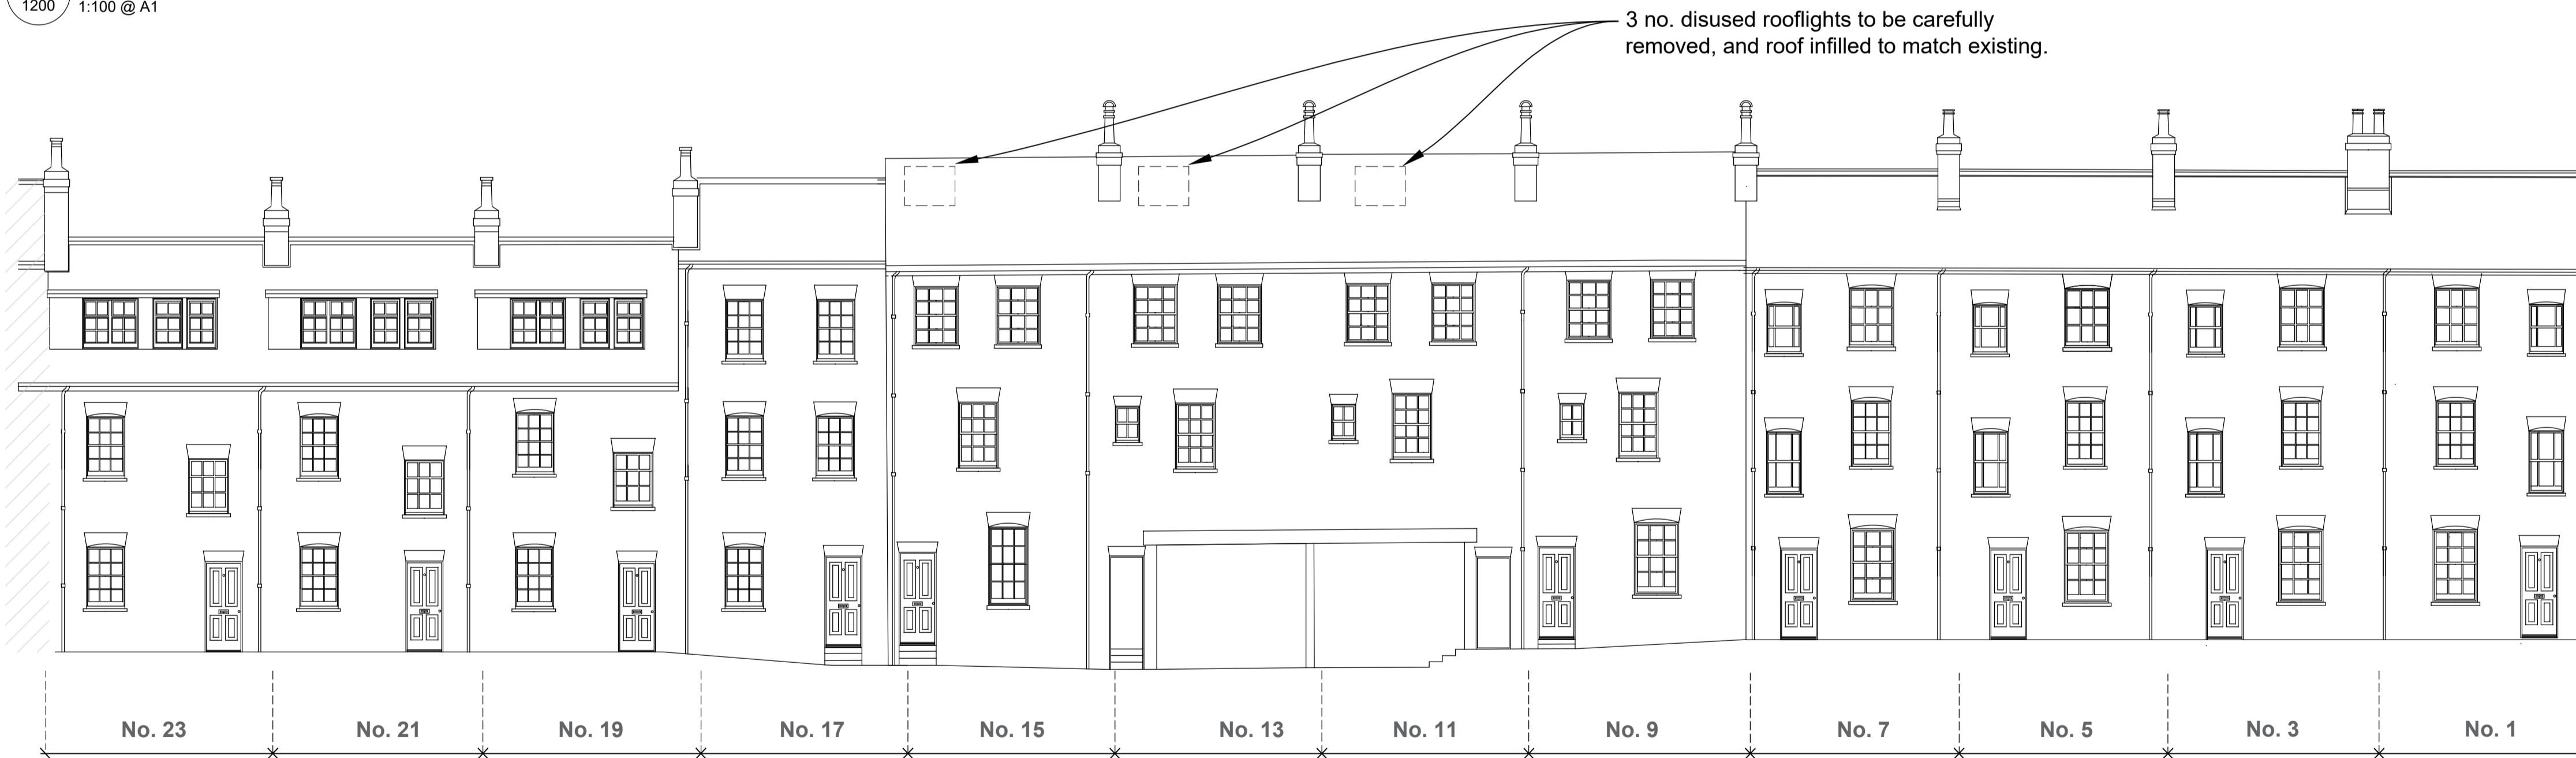 1200
1:100 @ A1
3 no. disused rooflights to be carefully
removed, and roof infilled to match existing.
No. 23
No. 21
No. 19
No. 17
No. 15
No. 13
No. 11
No. 9
No. 7
No. 5
No. 3
No. 1